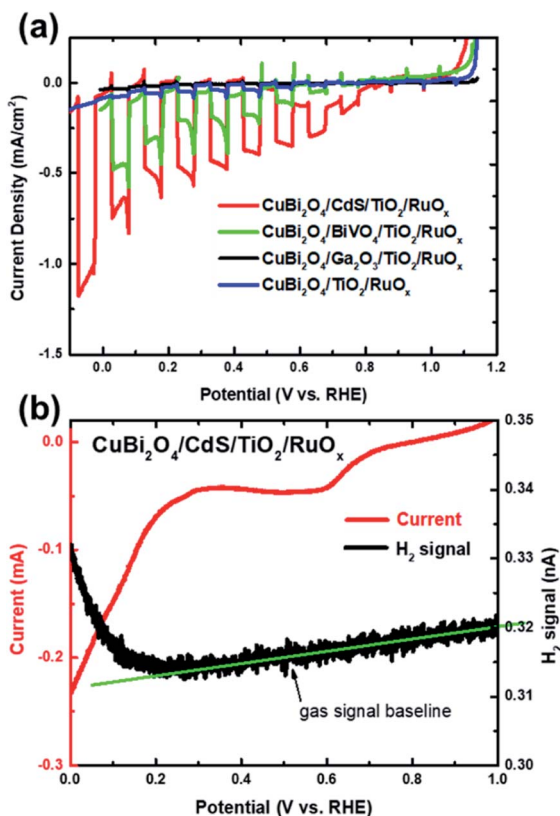 (a)
0.0
-0.5
-1.0
-1.5
Current Density (mA/cm²)
CuBi₂O₄/CdS/TiO₂/RuOₓ
CuBi₂O₄/BiVO₄/TiO₂/RuOₓ
CuBi₂O₄/Ga₂O₃/TiO₂/RuOₓ
CuBi₂O₄/TiO₂/RuOₓ
0.0 0.2 0.4 0.6 0.8 1.0 1.2
Potential (V vs. RHE)
(b)
CuBi₂O₄/CdS/TiO₂/RuOₓ
0.0
-0.1
-0.2
-0.3
Current (mA)
Current
H₂ signal
gas signal baseline
0.35
0.34
0.33
0.32
0.31
0.30
H₂ signal (nA)
0.0 0.2 0.4 0.6 0.8 1.0
Potential (V vs. RHE)